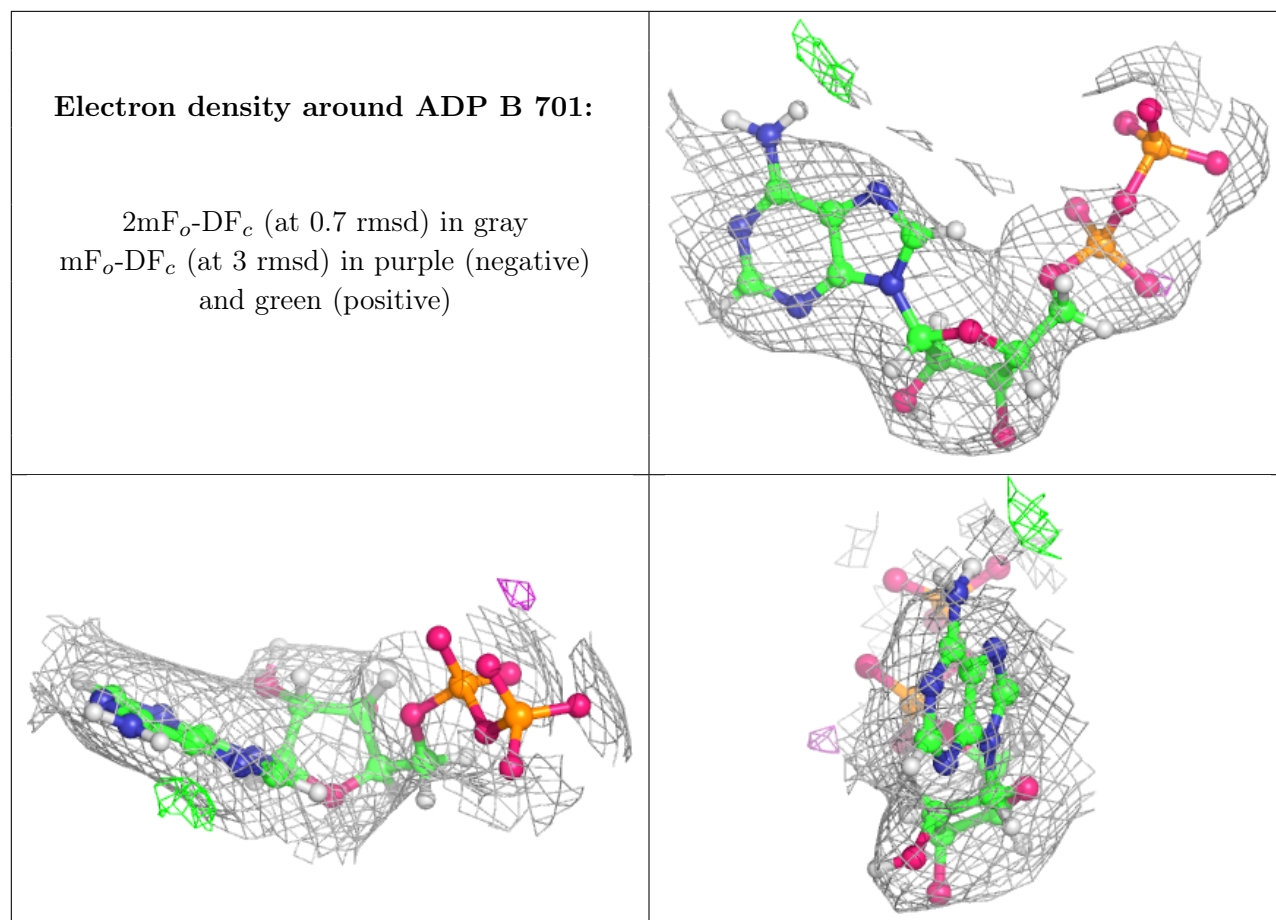 Electron density around ADP B 701:
2mFo-DFc (at 0.7 rmsd) in gray
mFo-DFc (at 3 rmsd) in purple (negative)
and green (positive)